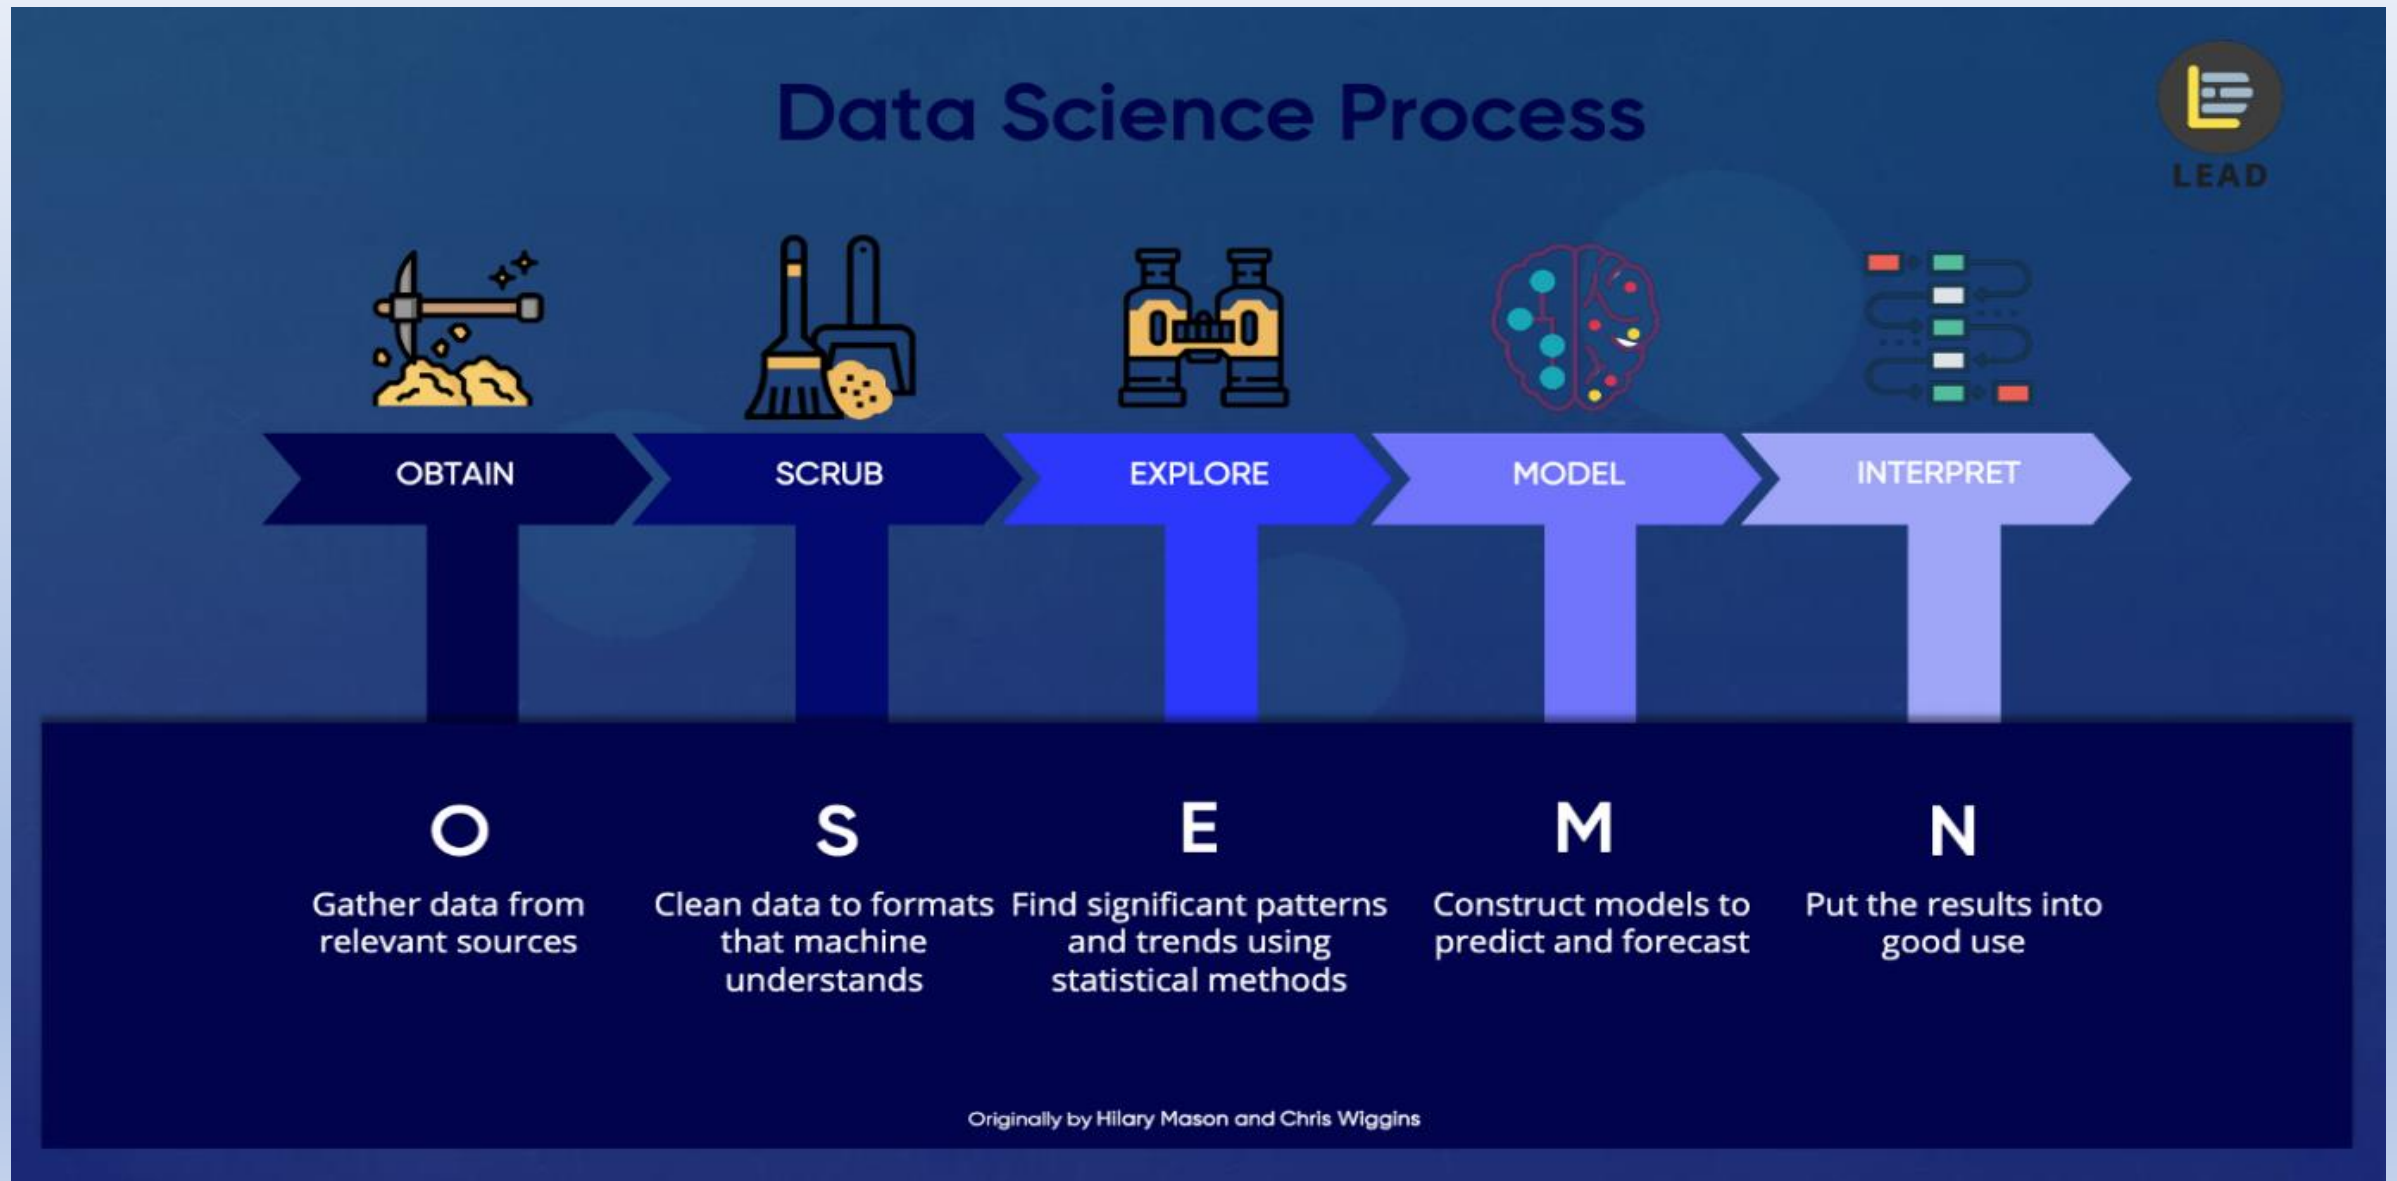 Data Science Process
LEAD
OBTAIN
SCRUB
EXPLORE
MODEL
INTERPRET
O
Gather data from
relevant sources
S
Clean data to formats
that machine
understands
E
Find significant patterns
and trends using
statistical methods
M
Construct models to
predict and forecast
N
Put the results into
good use
Originally by Hilary Mason and Chris Wiggins